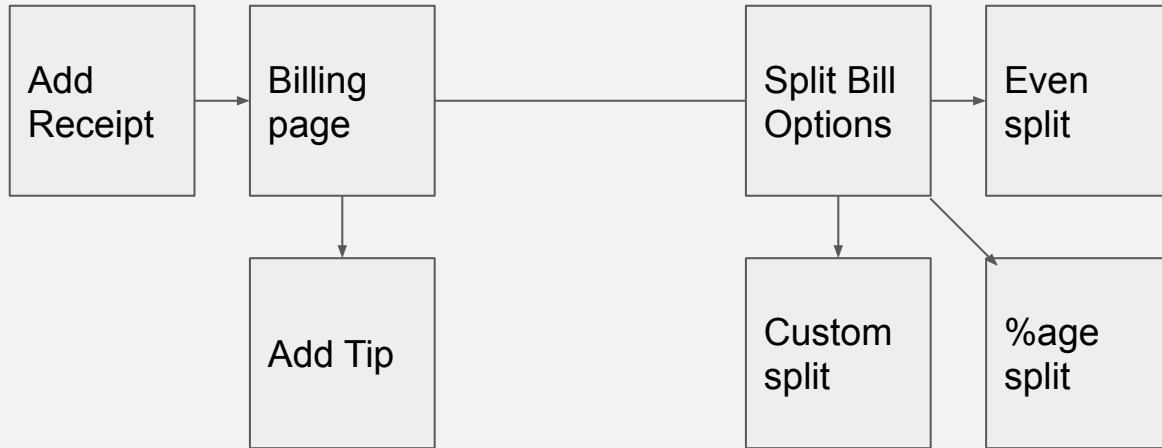 Add
Receipt
Billing
page
Split Bill
Options
Even
split
Add Tip
Custom
split
%age
split